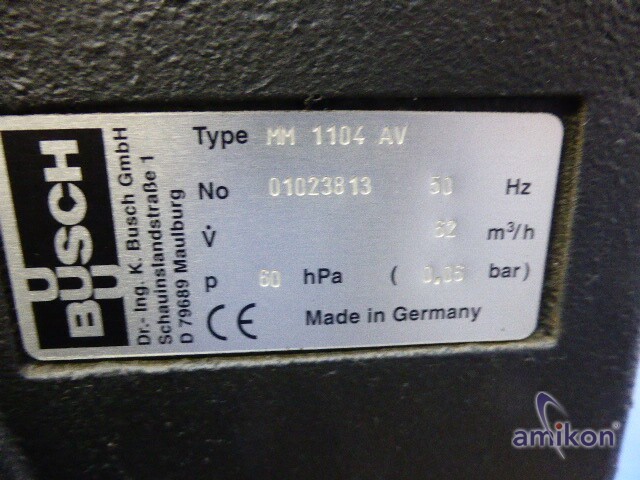 BUSCH
Dr.- Ing. K. Busch GmbH
Schauinslandstraße 1
D 79689 Maulburg
Type MM 1104 AV
No 01023813 50 Hz
V̇ 62 m³/h
p 60 hPa ( 0,06 bar)
CE Made in Germany
amikon